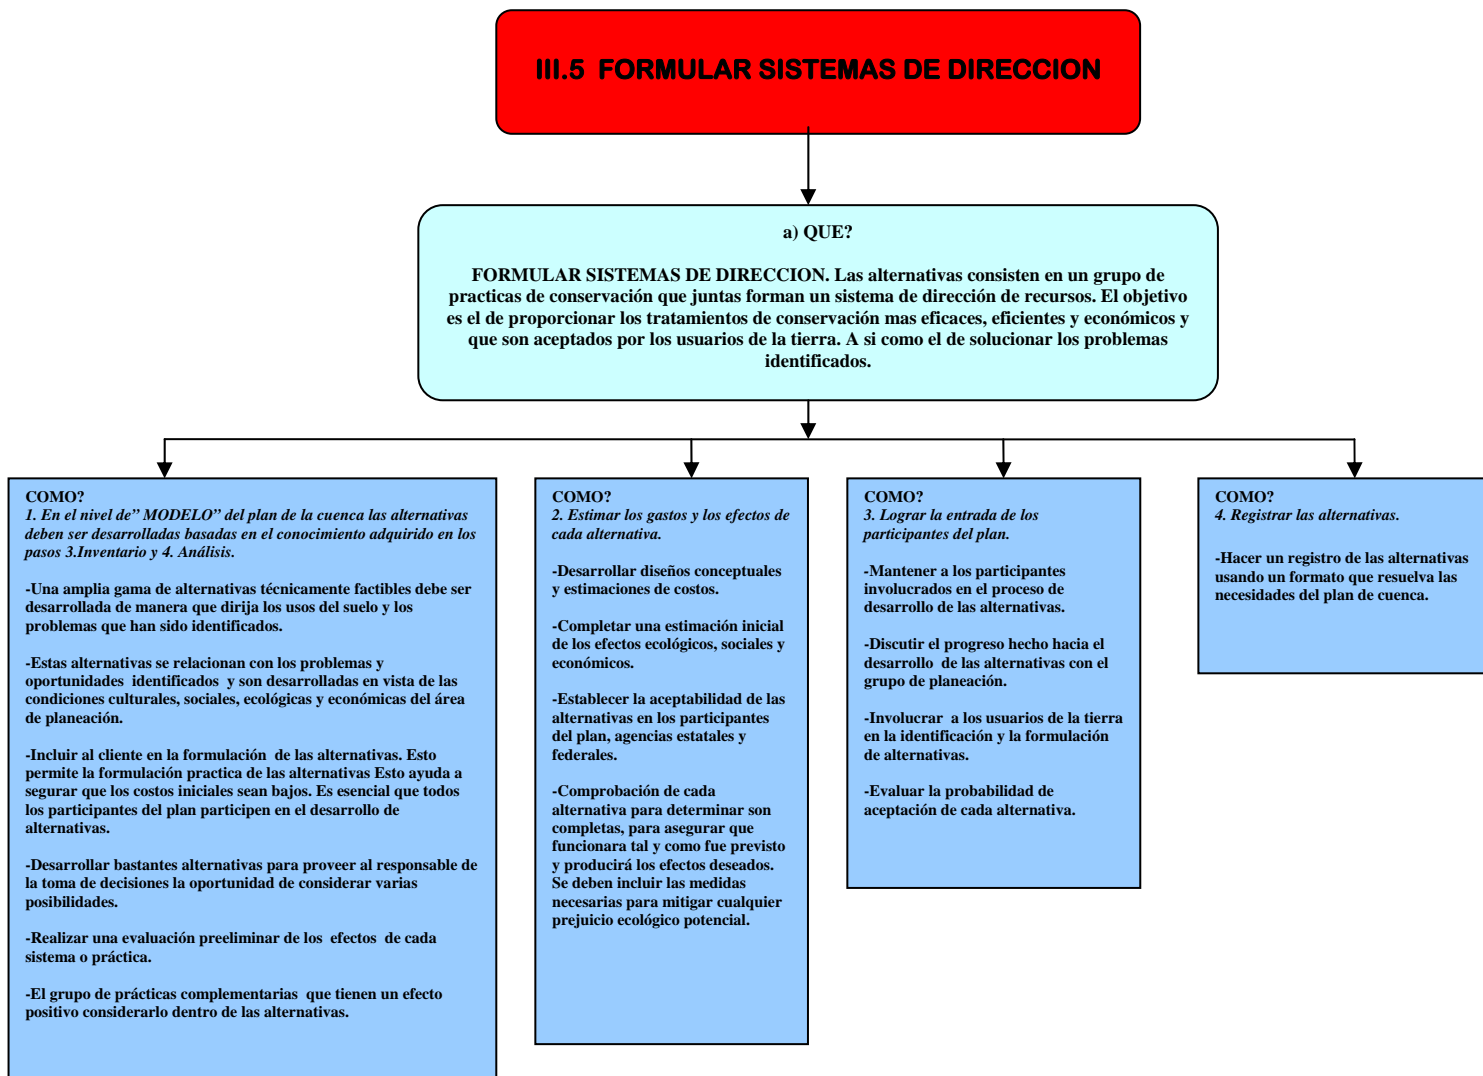 III.5 FORMULAR SISTEMAS DE DIRECCION
a) QUE?
FORMULAR SISTEMAS DE DIRECCION. Las alternativas consisten en un grupo de
practicas de conservación que juntas forman un sistema de dirección de recursos. El objetivo
es el de proporcionar los tratamientos de conservación mas eficaces, eficientes y económicos y
que son aceptados por los usuarios de la tierra. A si como el de solucionar los problemas
identificados.
COMO?
1. En el nivel de” MODELO” del plan de la cuenca las alternativas
deben ser desarrolladas basadas en el conocimiento adquirido en los
pasos 3.Inventario y 4. Análisis.
-Una amplia gama de alternativas técnicamente factibles debe ser
desarrollada de manera que dirija los usos del suelo y los
problemas que han sido identificados.
-Estas alternativas se relacionan con los problemas y
oportunidades identificados y son desarrolladas en vista de las
condiciones culturales, sociales, ecológicas y económicas del área
de planeación.
-Incluir al cliente en la formulación de las alternativas. Esto
permite la formulación practica de las alternativas Esto ayuda a
segurar que los costos iniciales sean bajos. Es esencial que todos
los participantes del plan participen en el desarrollo de
alternativas.
-Desarrollar bastantes alternativas para proveer al responsable de
la toma de decisiones la oportunidad de considerar varias
posibilidades.
-Realizar una evaluación preeliminar de los efectos de cada
sistema o práctica.
-El grupo de prácticas complementarias que tienen un efecto
positivo considerarlo dentro de las alternativas.
COMO?
2. Estimar los gastos y los efectos de
cada alternativa.
-Desarrollar diseños conceptuales
y estimaciones de costos.
-Completar una estimación inicial
de los efectos ecológicos, sociales y
económicos.
-Establecer la aceptabilidad de las
alternativas en los participantes
del plan, agencias estatales y
federales.
-Comprobación de cada
alternativa para determinar son
completas, para asegurar que
funcionara tal y como fue previsto
y producirá los efectos deseados.
Se deben incluir las medidas
necesarias para mitigar cualquier
prejuicio ecológico potencial.
COMO?
3. Lograr la entrada de los
participantes del plan.
-Mantener a los participantes
involucrados en el proceso de
desarrollo de las alternativas.
-Discutir el progreso hecho hacia el
desarrollo de las alternativas con el
grupo de planeación.
-Involucrar a los usuarios de la tierra
en la identificación y la formulación
de alternativas.
-Evaluar la probabilidad de
aceptación de cada alternativa.
COMO?
4. Registrar las alternativas.
-Hacer un registro de las alternativas
usando un formato que resuelva las
necesidades del plan de cuenca.